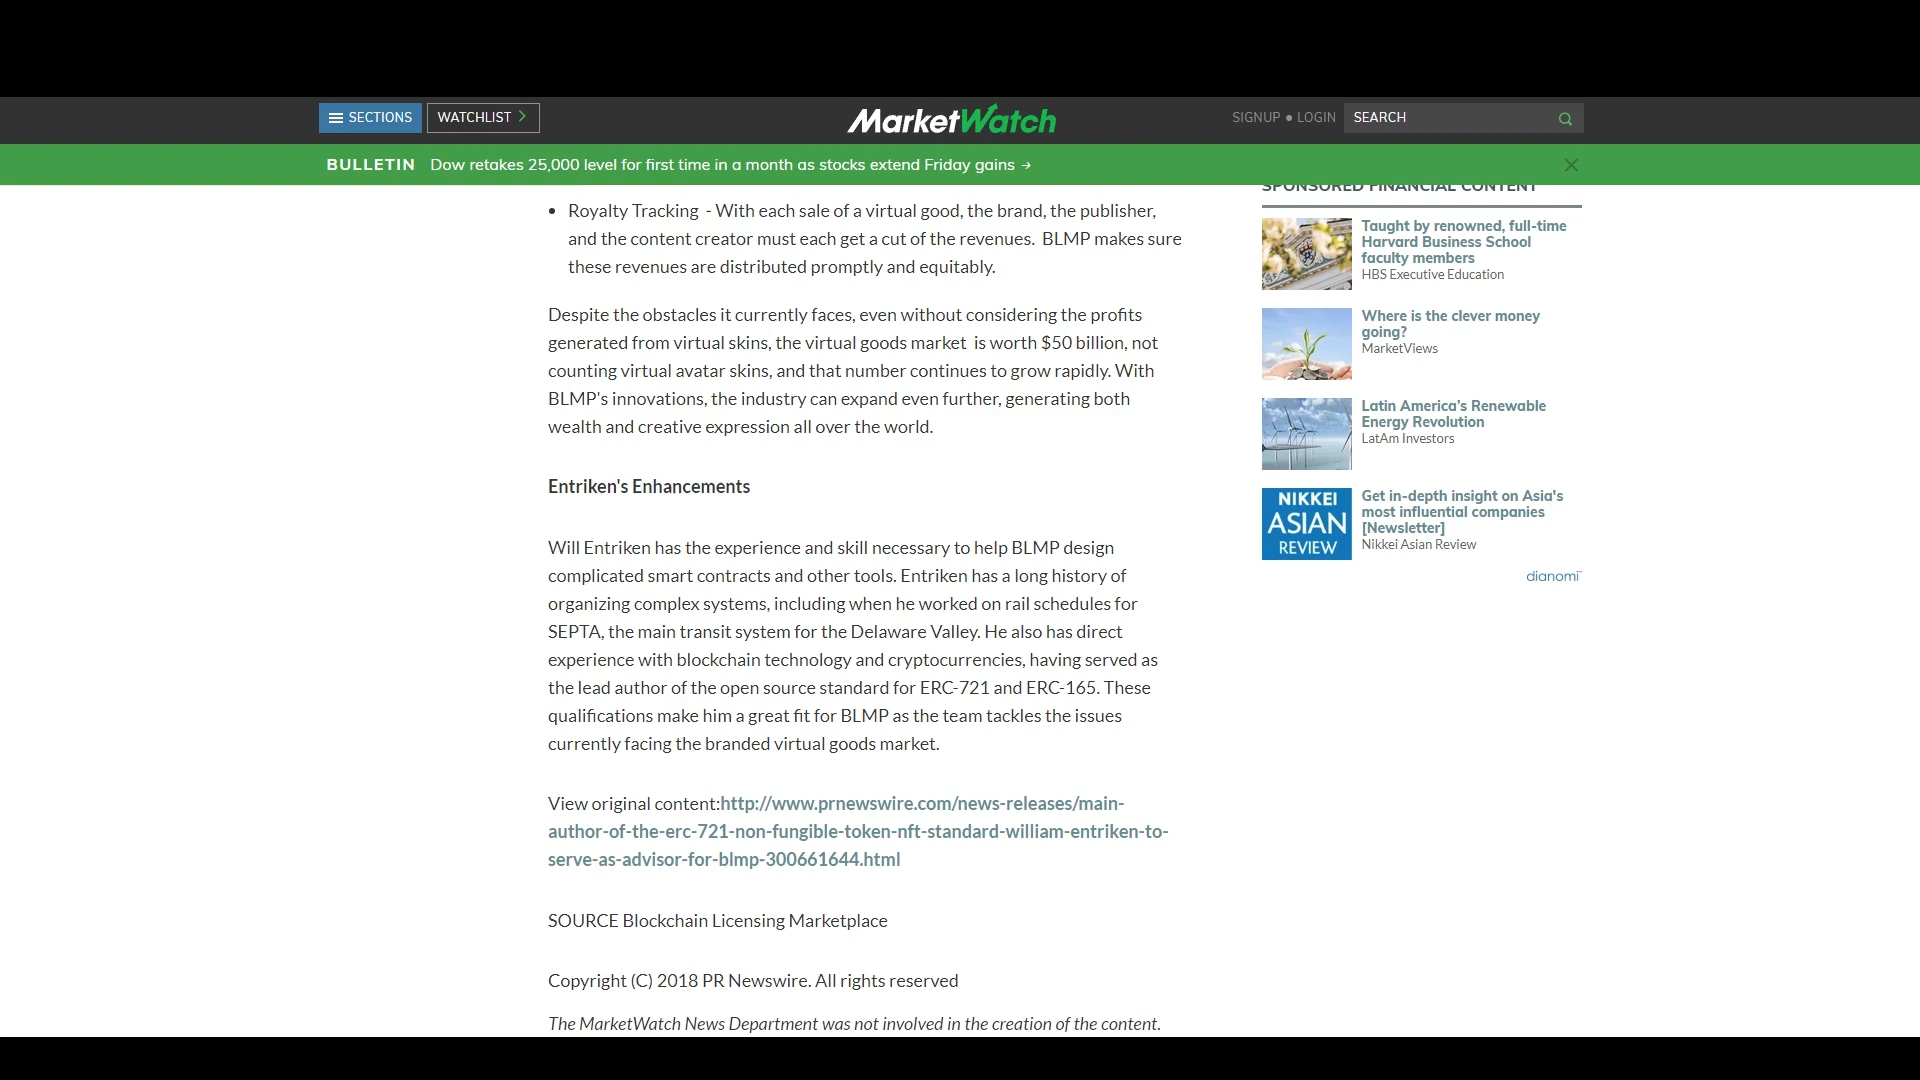 SECTIONS
WATCHLIST
MarketWatch
SIGNUP • LOGIN
SEARCH
BULLETIN Dow retakes 25,000 level for first time in a month as stocks extend Friday gains →
• Royalty Tracking - With each sale of a virtual good, the brand, the publisher,
and the content creator must each get a cut of the revenues. BLMP makes sure
these revenues are distributed promptly and equitably.
Despite the obstacles it currently faces, even without considering the profits
generated from virtual skins, the virtual goods market is worth $50 billion, not
counting virtual avatar skins, and that number continues to grow rapidly. With
BLMP's innovations, the industry can expand even further, generating both
wealth and creative expression all over the world.
Entriken's Enhancements
Will Entriken has the experience and skill necessary to help BLMP design
complicated smart contracts and other tools. Entriken has a long history of
organizing complex systems, including when he worked on rail schedules for
SEPTA, the main transit system for the Delaware Valley. He also has direct
experience with blockchain technology and cryptocurrencies, having served as
the lead author of the open source standard for ERC-721 and ERC-165. These
qualifications make him a great fit for BLMP as the team tackles the issues
currently facing the branded virtual goods market.
View original content:http://www.prnewswire.com/news-releases/main-
author-of-the-erc-721-non-fungible-token-nft-standard-william-entriken-to-
serve-as-advisor-for-blmp-300661644.html
SOURCE Blockchain Licensing Marketplace
Copyright (C) 2018 PR Newswire. All rights reserved
The MarketWatch News Department was not involved in the creation of the content.
SPONSORED FINANCIAL CONTENT
Taught by renowned, full-time
Harvard Business School
faculty members
HBS Executive Education
Where is the clever money
going?
MarketViews
Latin America's Renewable
Energy Revolution
LatAm Investors
NIKKEI
ASIAN
REVIEW
Get in-depth insight on Asia's
most influential companies
[Newsletter]
Nikkei Asian Review
dianomi